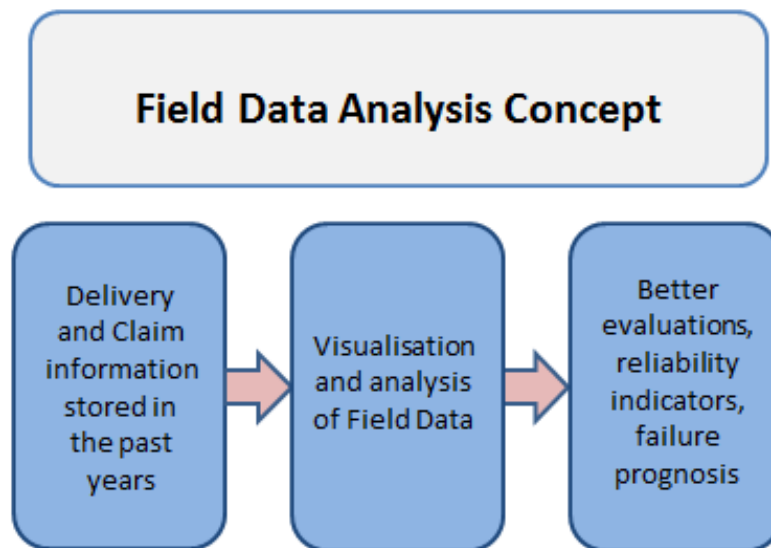 Field Data Analysis Concept
Delivery
and Claim
information
stored in
the past
years
Visualisation
and analysis
of Field Data
Better
evaluations,
reliability
indicators,
failure
prognosis